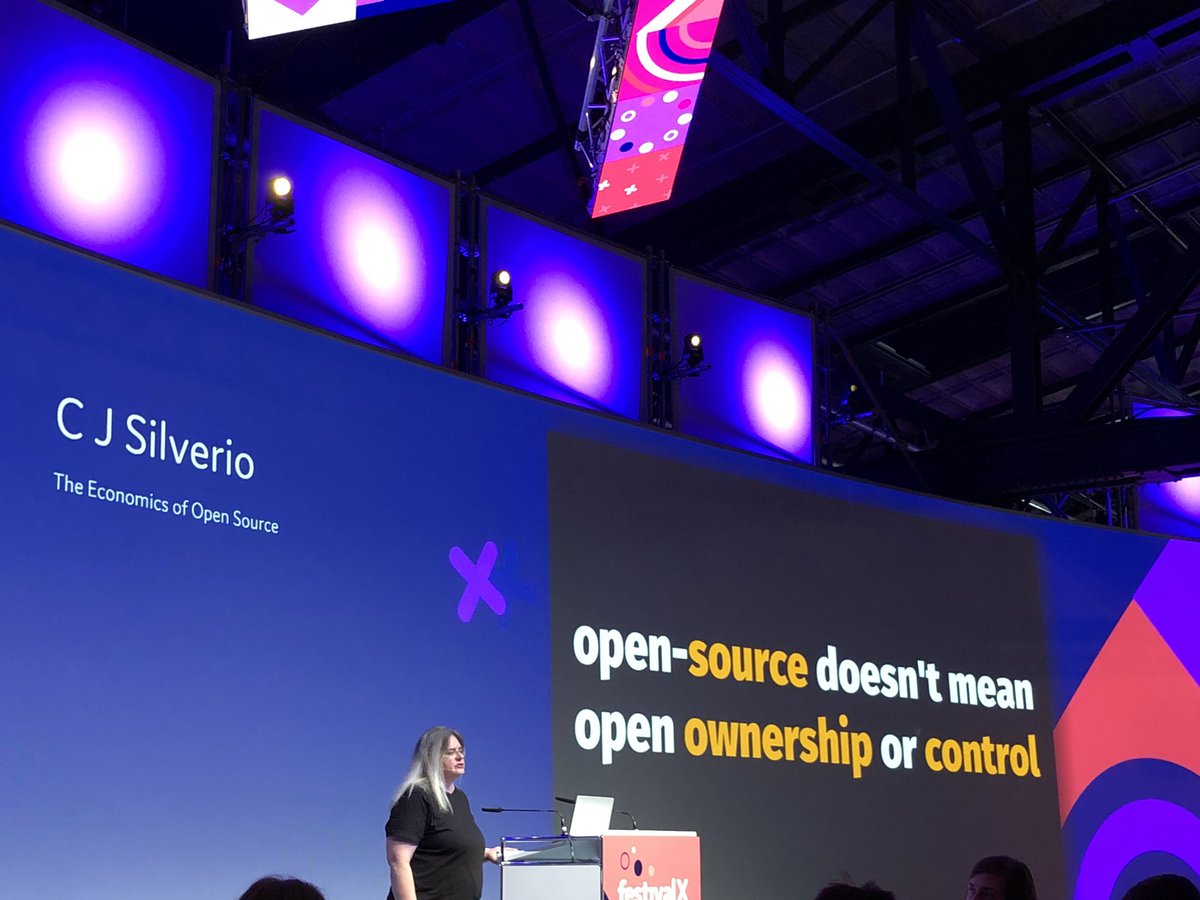 C J Silverio
The Economics of Open Source
open-source doesn't mean
open ownership or control
festivalX